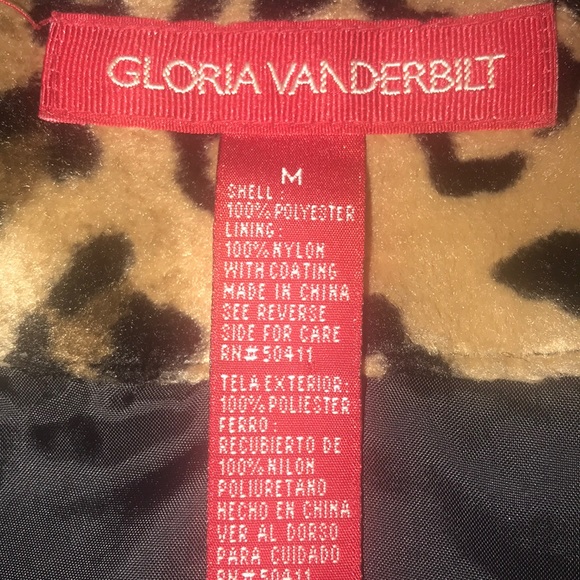 GLORIA VANDERBILT
M
SHELL:
100% POLYESTER
LINING:
100% NYLON
WITH COATING
MADE IN CHINA
SEE REVERSE
SIDE FOR CARE
RN#50411
TELA EXTERIOR:
100% POLIESTER
FERRO:
RECUBIERTO DE
100% NILON
POLIURETANO
HECHO EN CHINA
VER AL DORSO
PARA CUIDADO
RN#50411